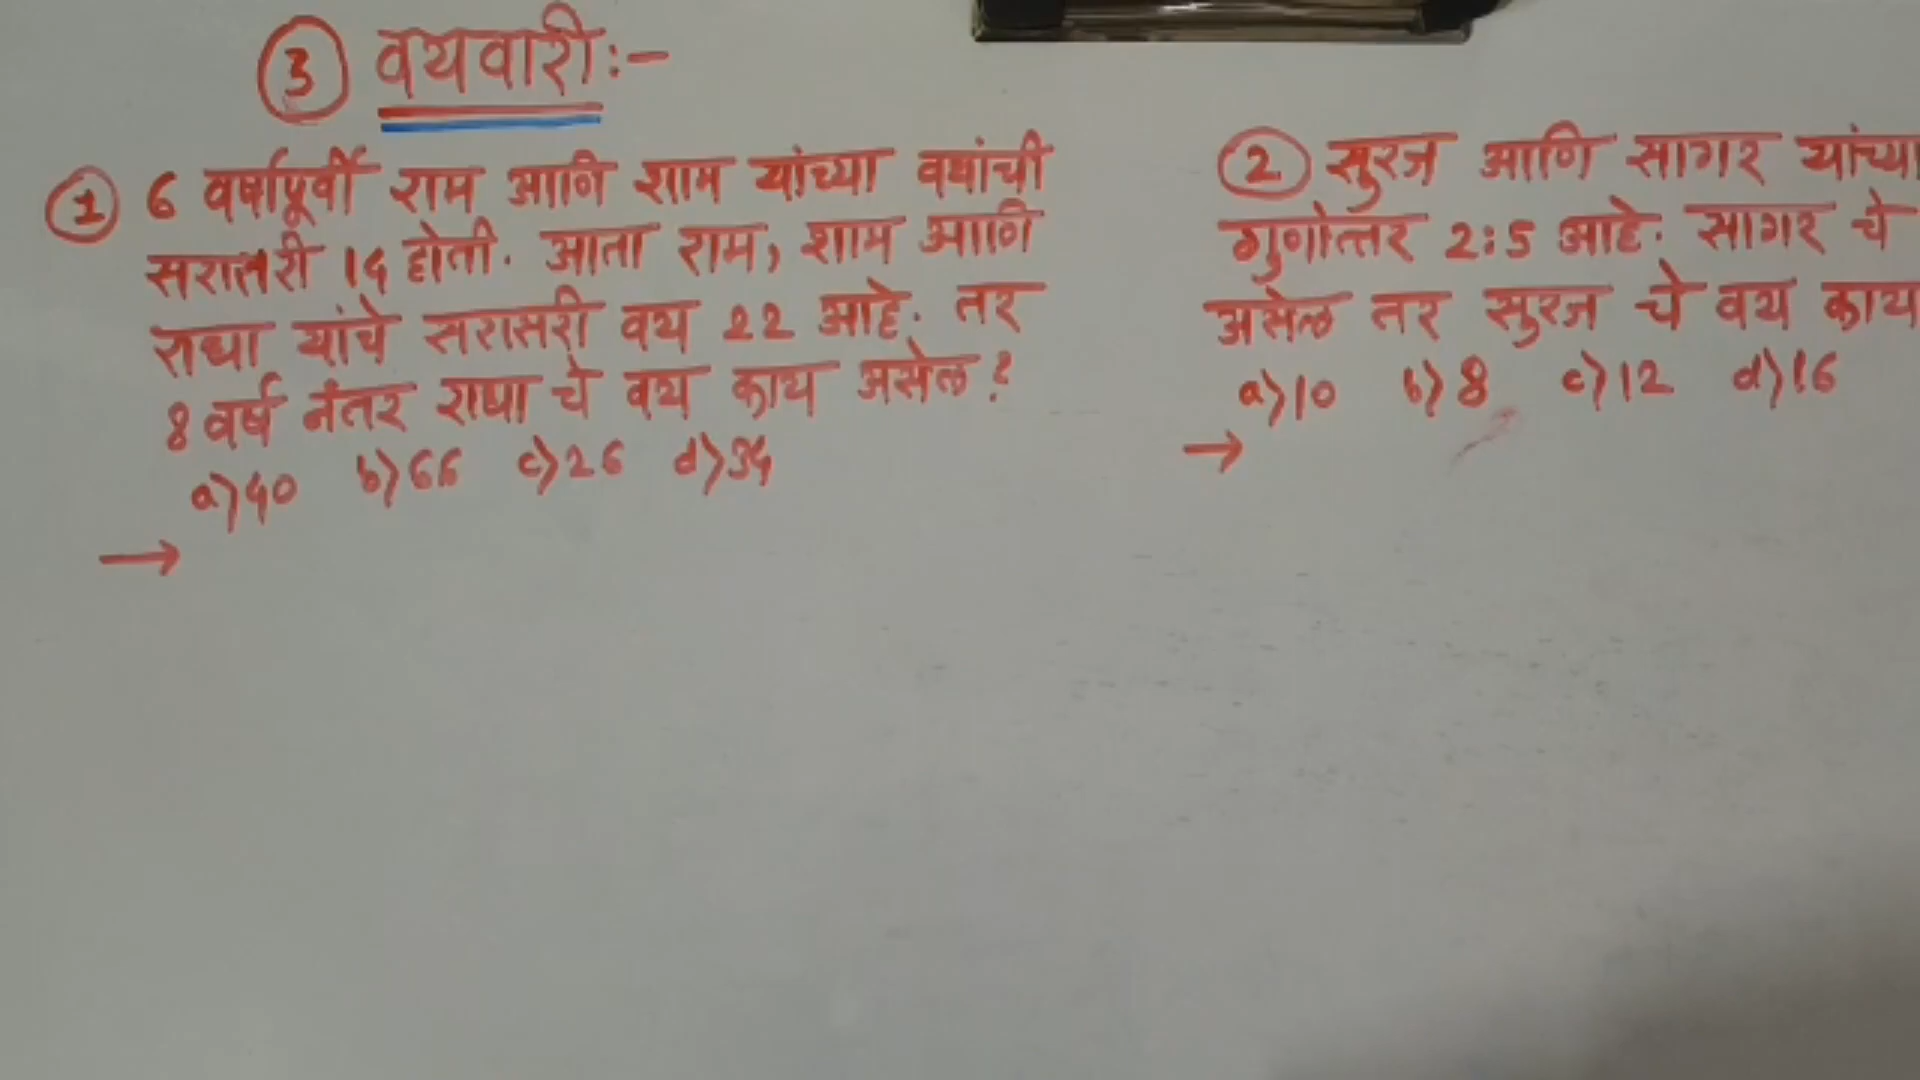 ③ वयवारी:-
① 6 वर्षापूर्वी राम आणि शाम यांच्या वयांची
सरासरी 14 होती. आता राम, शाम आणि
राधा यांचे सरासरी वय 22 आहे. तर
8 वर्ष नंतर राधा चे वय काय असेल?
a)40 b)66 c)26 d)34
→
② सुरज आणि सागर यांच्या
गुणोत्तर 2:5 आहे. सागर चे
असेल तर सुरज चे वय काय
a)10 b)8 c)12 d)16
→